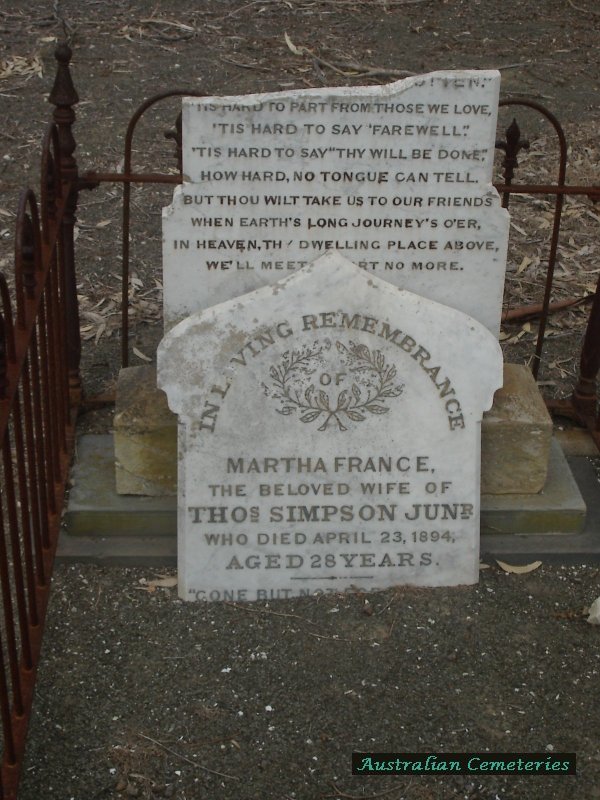 'TIS HARD TO PART FROM THOSE WE LOVE,
'TIS HARD TO SAY "FAREWELL."
'TIS HARD TO SAY "THY WILL BE DONE,"
HOW HARD, NO TONGUE CAN TELL.
BUT THOU WILT TAKE US TO OUR FRIENDS
WHEN EARTH'S LONG JOURNEY'S O'ER,
IN HEAVEN, THY DWELLING PLACE ABOVE,
WE'LL MEET NO MORE.
IN LOVING REMEMBRANCE
OF
MARTHA FRANCE,
THE BELOVED WIFE OF
THOS SIMPSON JUNR
WHO DIED APRIL 23, 1894,
AGED 28 YEARS.
"GONE BUT NOT
Australian Cemeteries